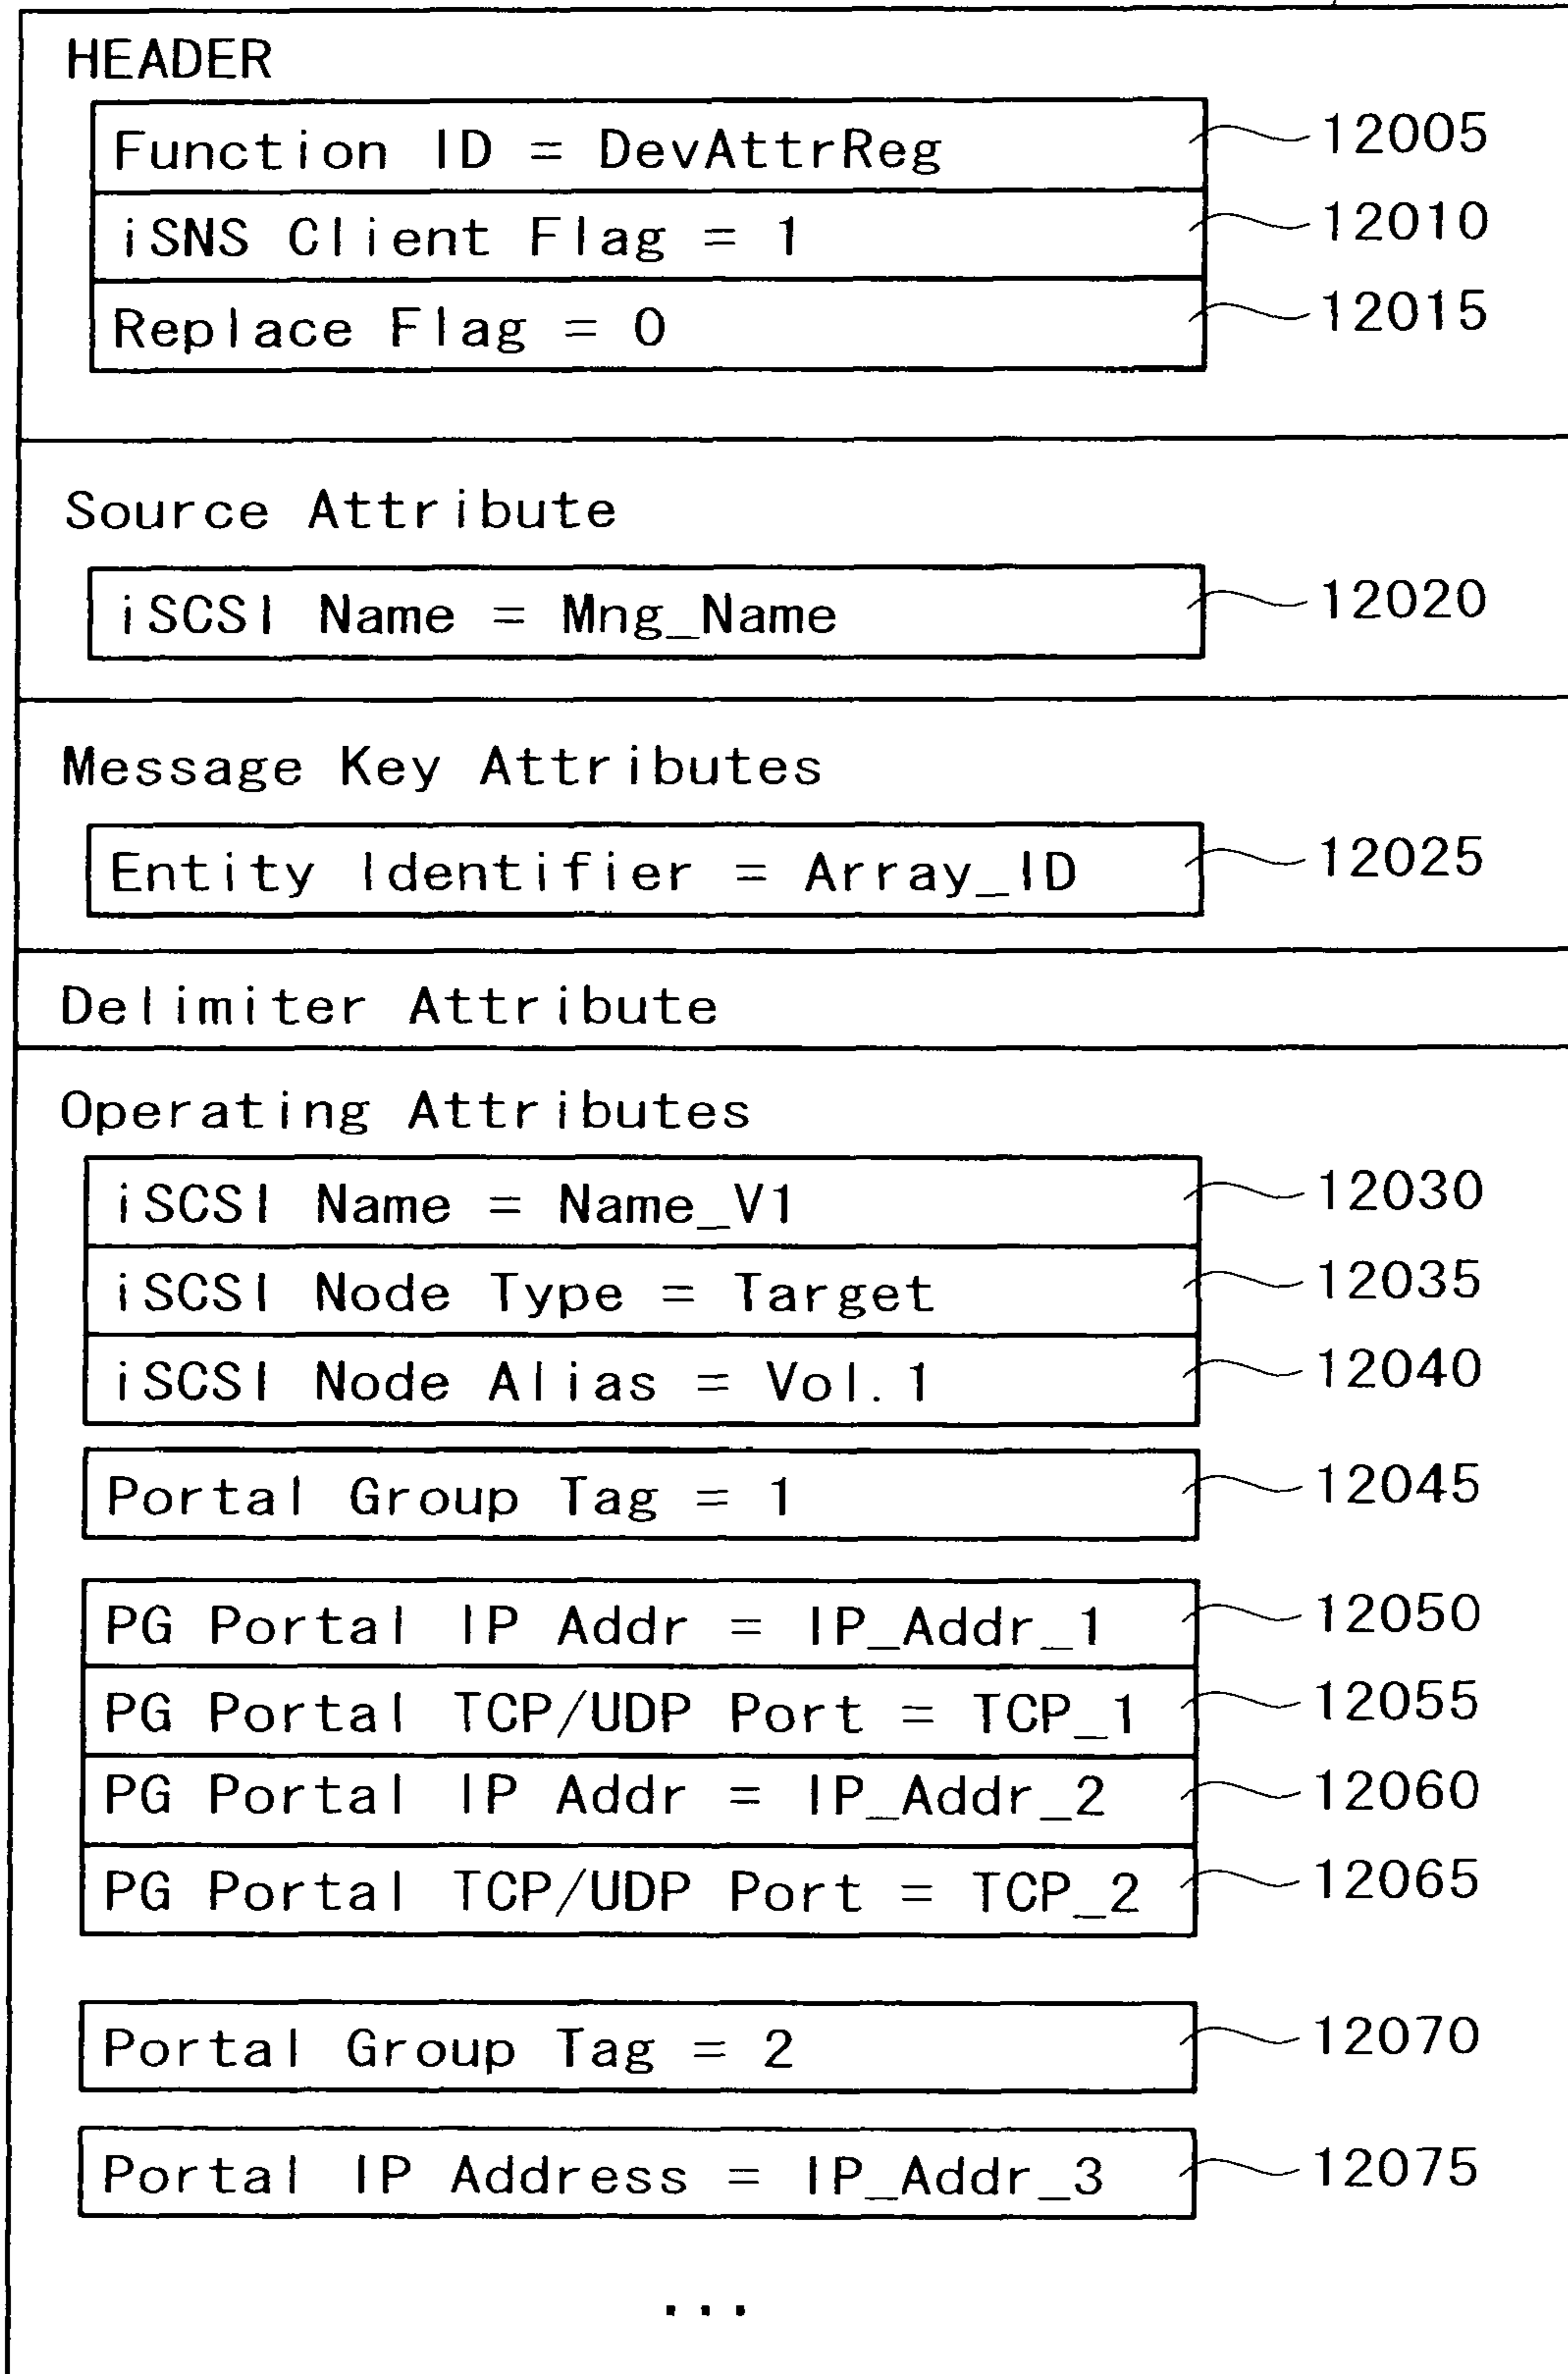 HEADER
Function ID = DevAttrReg 12005
iSNS Client Flag = 1 12010
Replace Flag = 0 12015
Source Attribute
iSCSI Name = Mng_Name 12020
Message Key Attributes
Entity Identifier = Array_ID 12025
Delimiter Attribute
Operating Attributes
iSCSI Name = Name_V1 12030
iSCSI Node Type = Target 12035
iSCSI Node Alias = Vol.1 12040
Portal Group Tag = 1 12045
PG Portal IP Addr = IP_Addr_1 12050
PG Portal TCP/UDP Port = TCP_1 12055
PG Portal IP Addr = IP_Addr_2 12060
PG Portal TCP/UDP Port = TCP_2 12065
Portal Group Tag = 2 12070
Portal IP Address = IP_Addr_3 12075
...